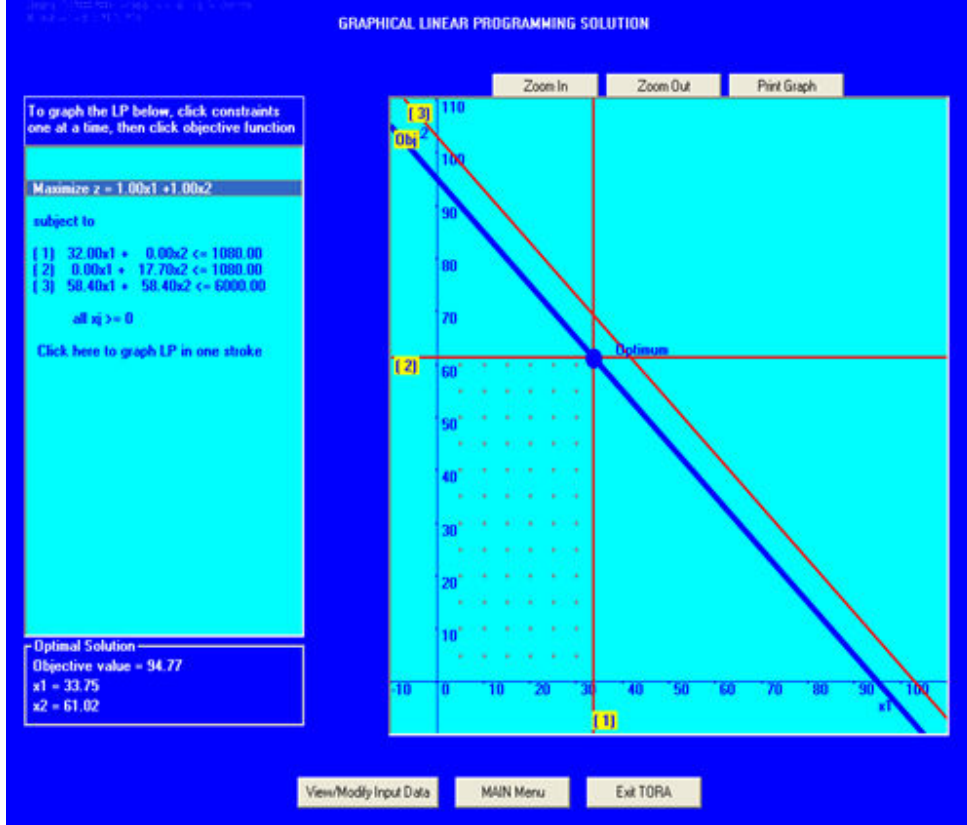 GRAPHICAL LINEAR PROGRAMMING SOLUTION
Zoom In Zoom Out Print Graph
To graph the LP below, click constraints
one at a time, then click objective function
Maximize z = 1.00x1 +1.00x2
subject to
( 1) 32.00x1 + 0.00x2 <= 1080.00
( 2) 0.00x1 + 17.70x2 <= 1080.00
( 3) 58.40x1 + 58.40x2 <= 6000.00
all xj >= 0
Click here to graph LP in one stroke
Optimal Solution
Objective value = 94.77
x1 = 33.75
x2 = 61.02
( 3) 110
Obj 2
100
90
80
70
Optimum
( 2) 60
50
40
30
20
10
-10 0 10 20 30 40 50 60 70 80 90 100
x1
( 1)
View/Modify Input Data MAIN Menu Exit TORA